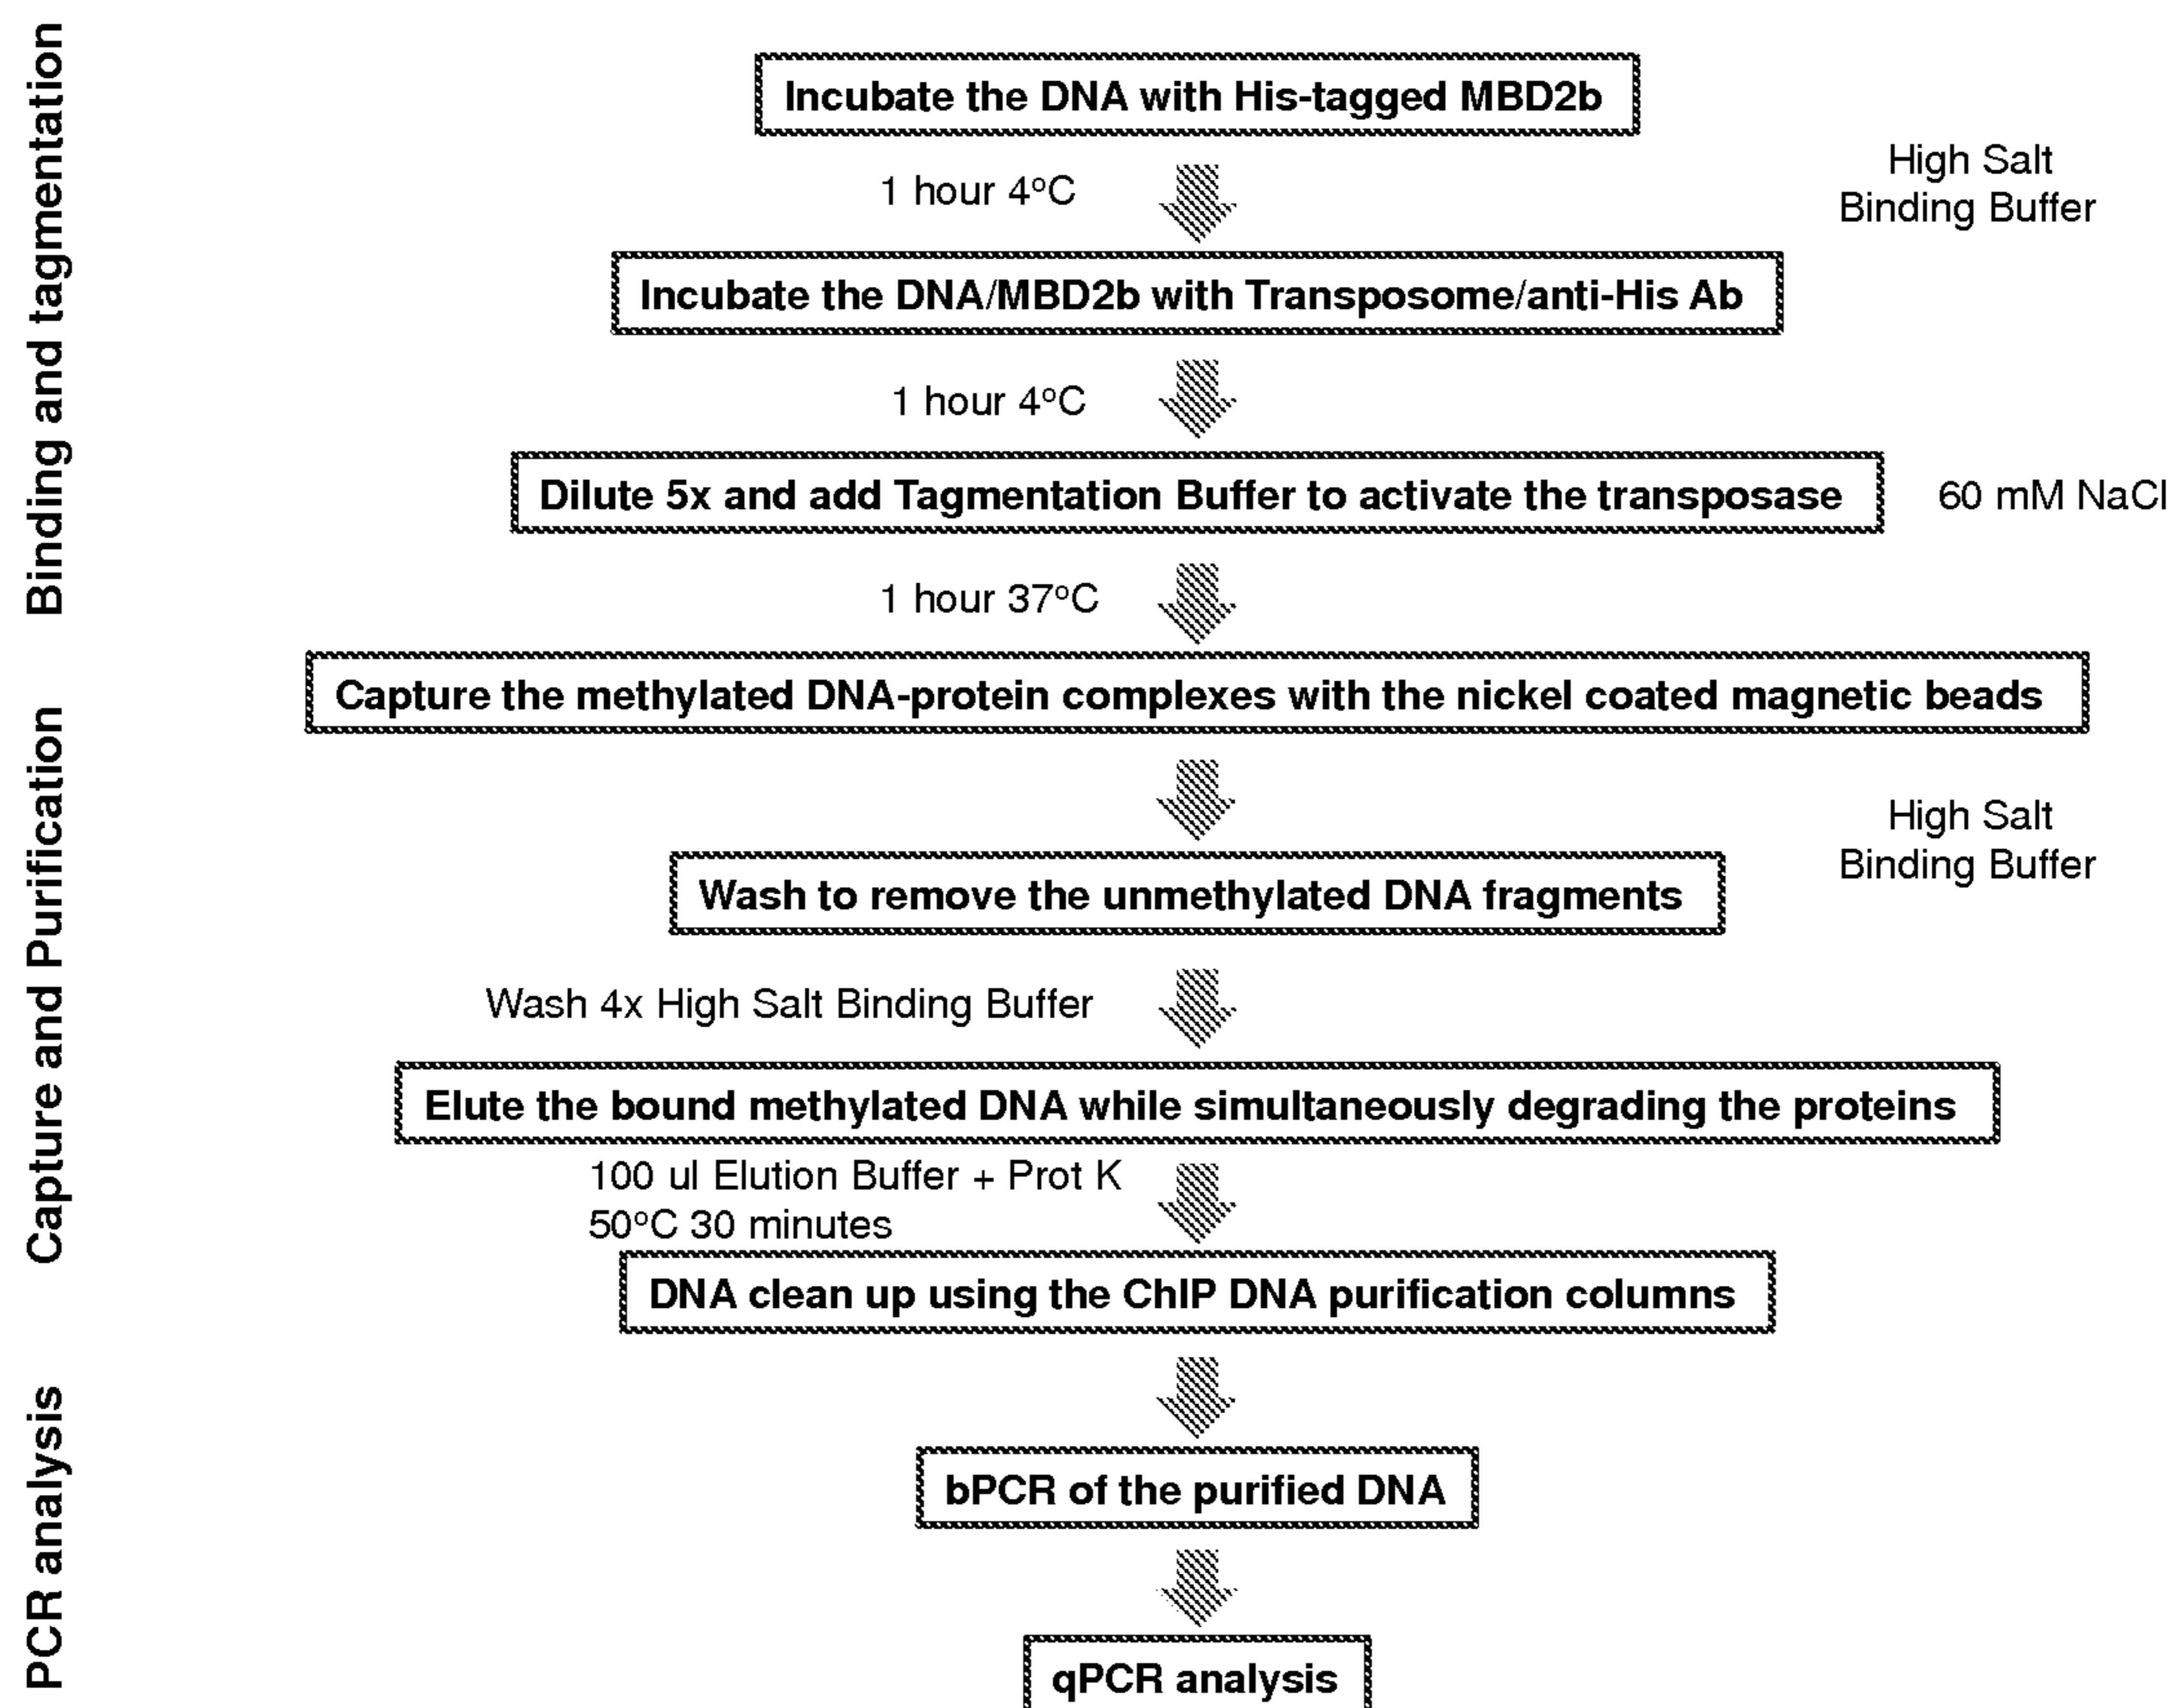 Binding and tagmentation
Incubate the DNA with His-tagged MBD2b
1 hour 4ºC
High Salt
Binding Buffer
Incubate the DNA/MBD2b with Transposome/anti-His Ab
1 hour 4ºC
Dilute 5x and add Tagmentation Buffer to activate the transposase
60 mM NaCl
1 hour 37ºC
Capture and Purification
Capture the methylated DNA-protein complexes with the nickel coated magnetic beads
High Salt
Binding Buffer
Wash to remove the unmethylated DNA fragments
Wash 4x High Salt Binding Buffer
Elute the bound methylated DNA while simultaneously degrading the proteins
100 ul Elution Buffer + Prot K
50ºC 30 minutes
DNA clean up using the ChIP DNA purification columns
PCR analysis
bPCR of the purified DNA
qPCR analysis